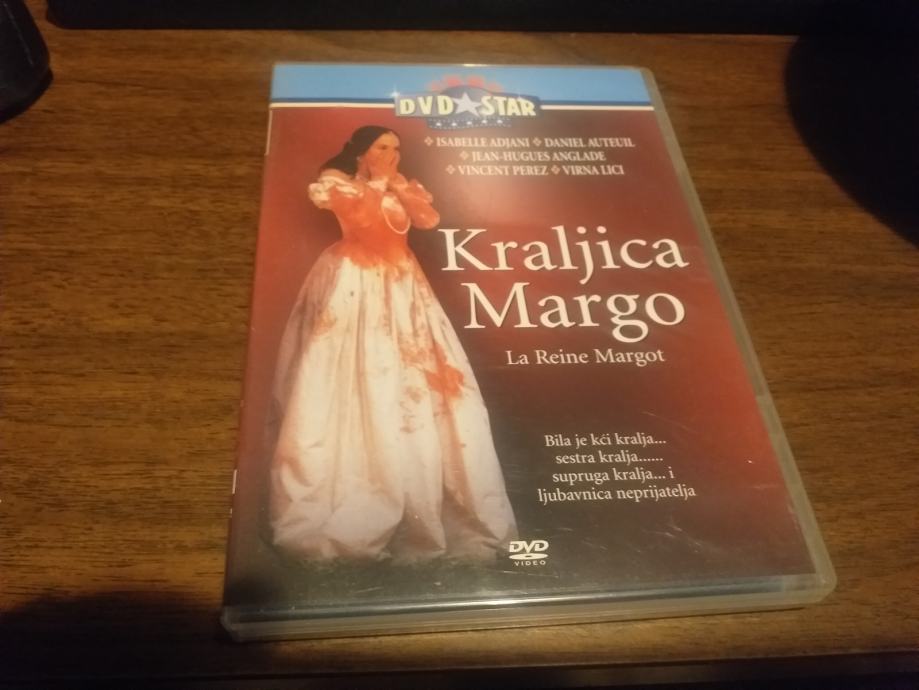 DVD STAR
ISABELLE ADJANI ❖ DANIEL AUTEUIL
JEAN-HUGUES ANGLADE
VINCENT PEREZ ❖ VIRNA LICI
Kraljica
Margo
La Reine Margot
Bila je kći kralja...
sestra kralja......
supruga kralja... i
ljubavnica neprijatelja
DVD
VIDEO